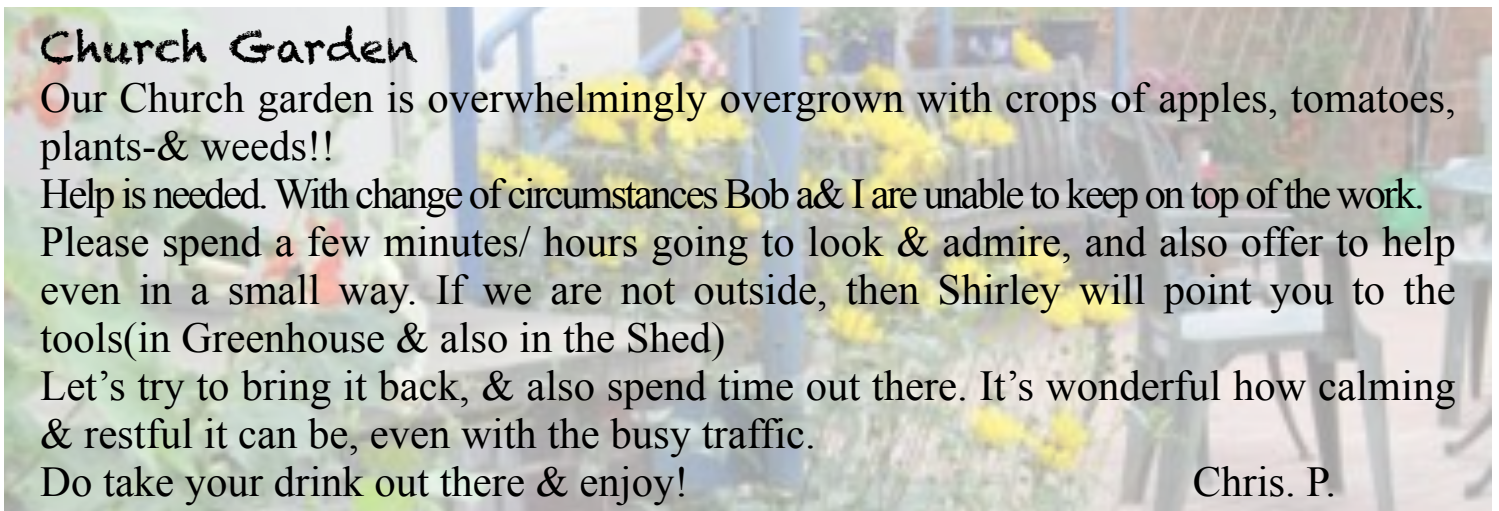 Church Garden
Our Church garden is overwhelmingly overgrown with crops of apples, tomatoes,
plants-& weeds!!
Help is needed. With change of circumstances Bob a& I are unable to keep on top of the work.
Please spend a few minutes/ hours going to look & admire, and also offer to help
even in a small way. If we are not outside, then Shirley will point you to the
tools(in Greenhouse & also in the Shed)
Let's try to bring it back, & also spend time out there. It's wonderful how calming
& restful it can be, even with the busy traffic.
Do take your drink out there & enjoy! Chris. P.